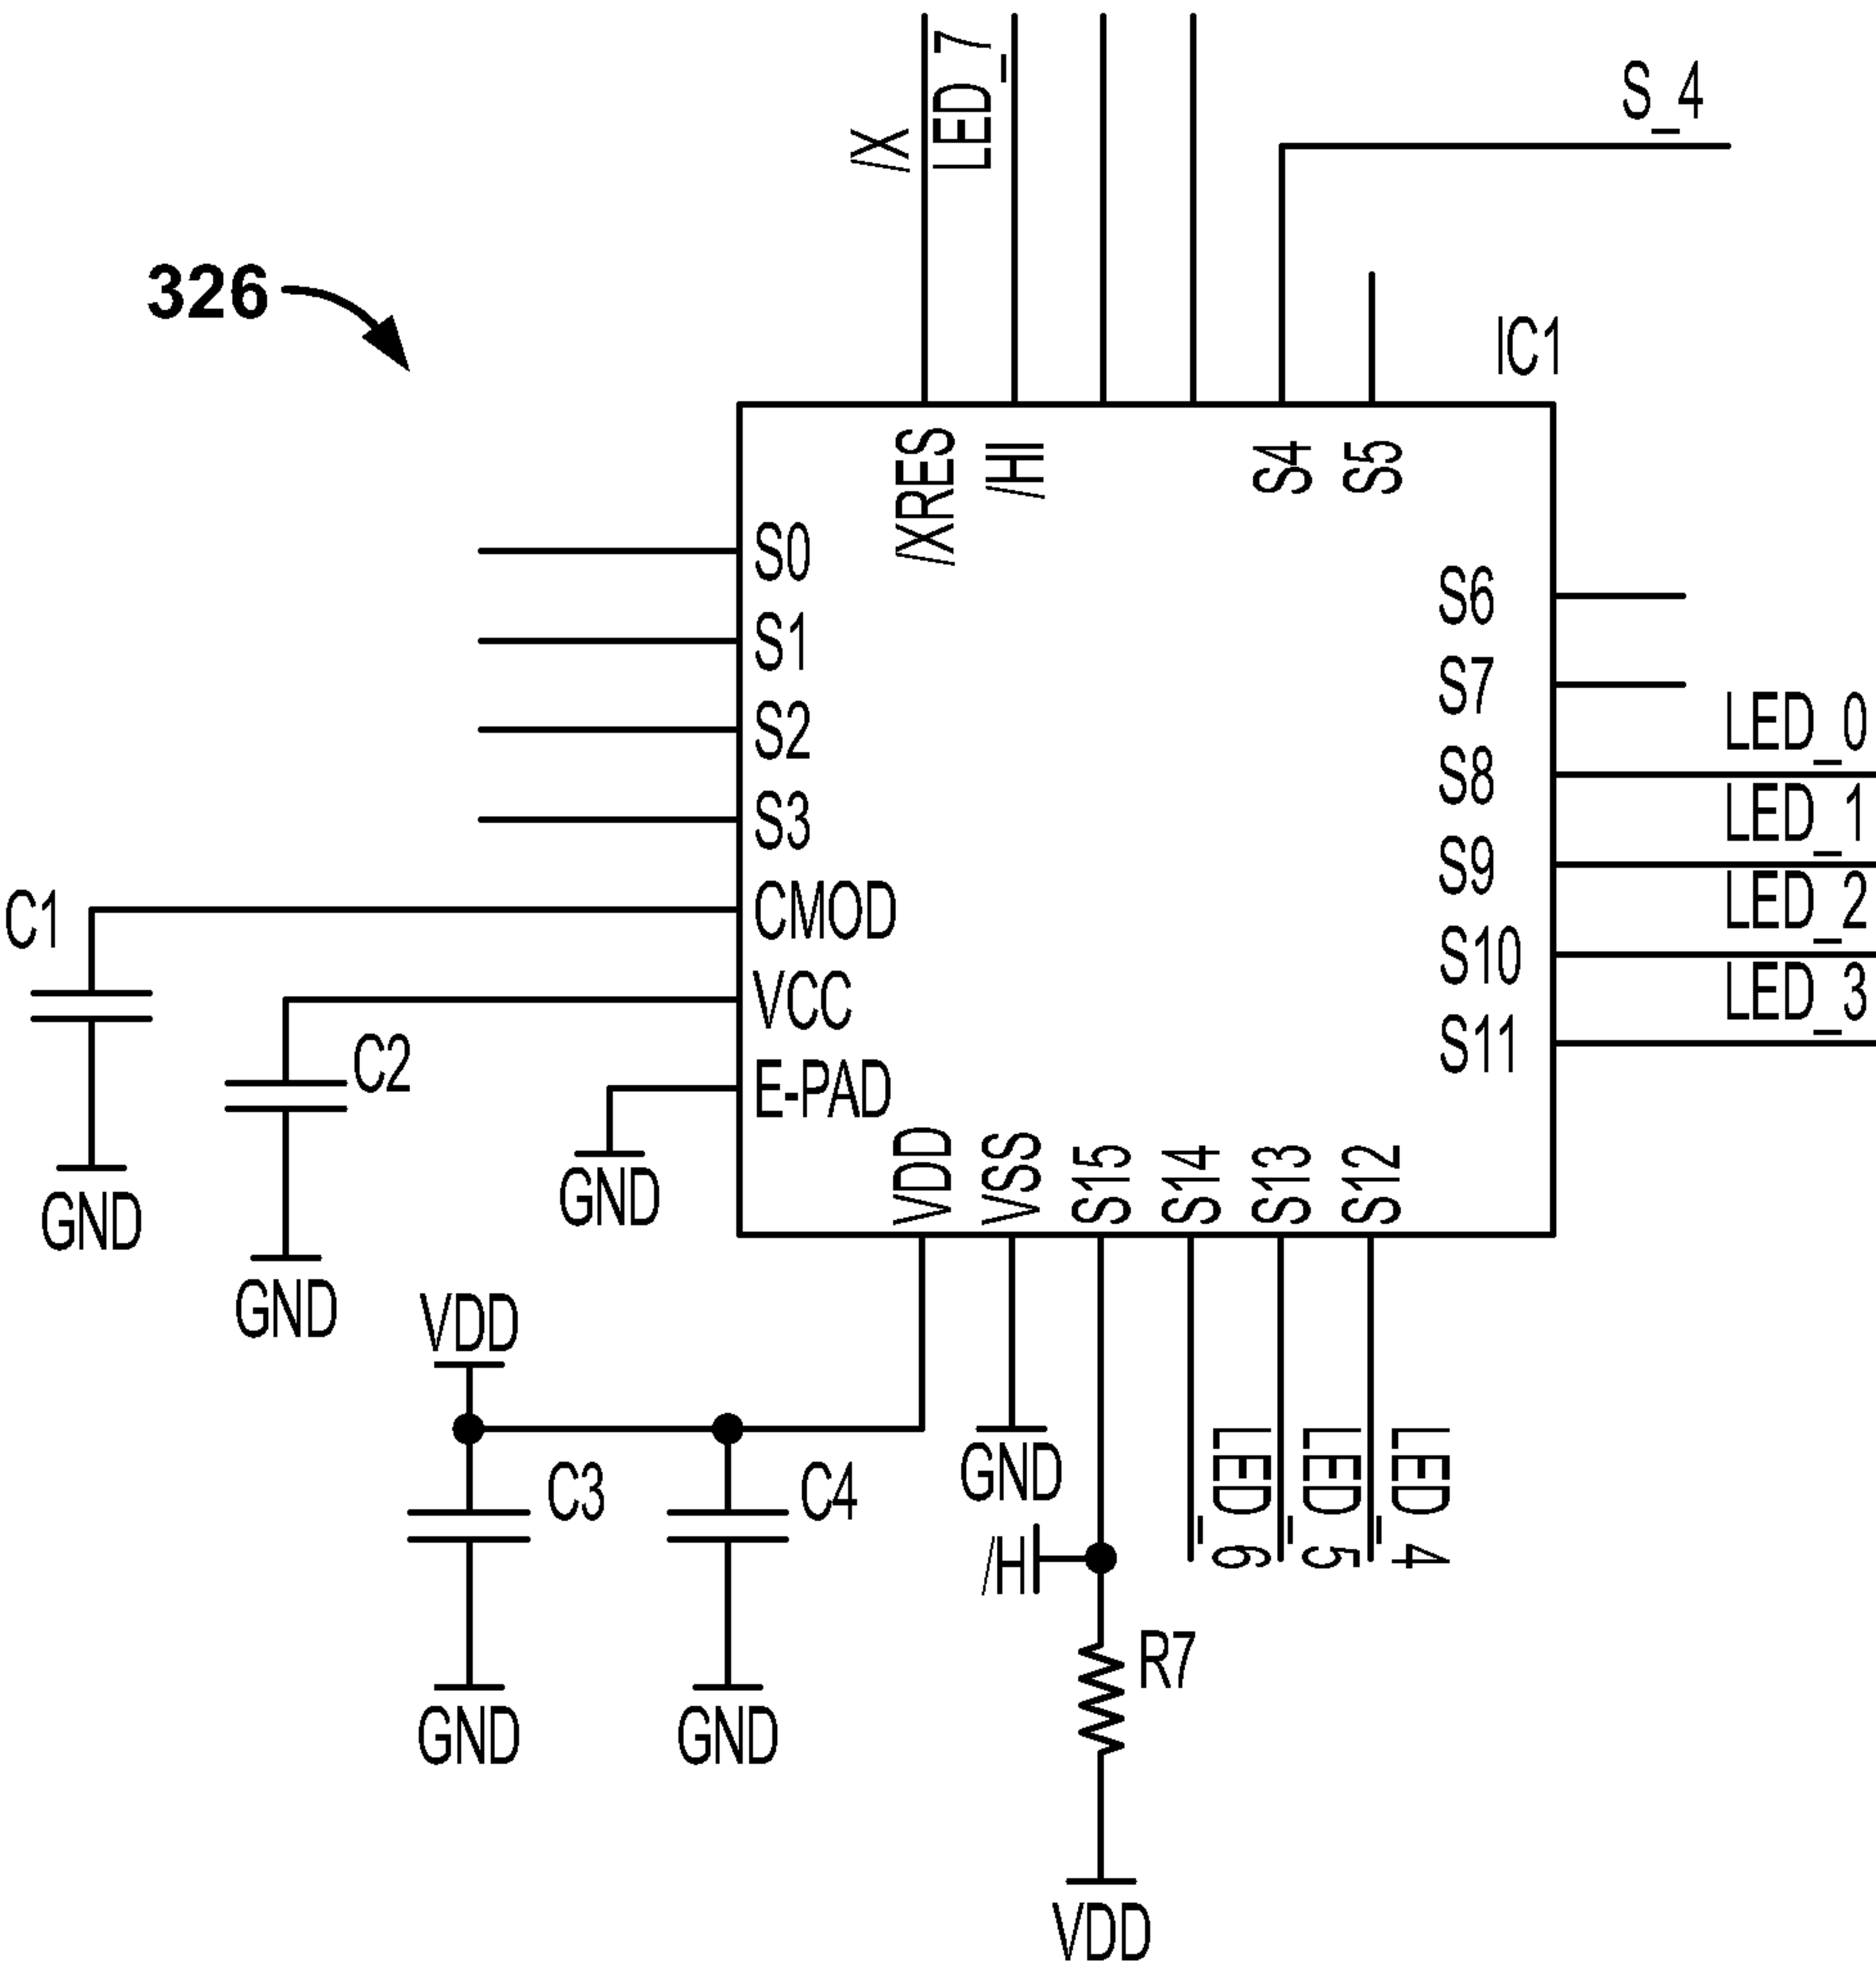 /X
LED_7
S_4
326
IC1
/XRES
/HI
S4
S5
S0
S1
S2
S3
CMOD
VCC
E-PAD
S6
S7
S8
S9
S10
S11
LED_0
LED_1
LED_2
LED_3
C1
C2
GND
GND
GND
VDD
VSS
S15
S14
S13
S12
VDD
C3
C4
GND
/H
LED_6
LED_5
LED_4
R7
GND
GND
VDD